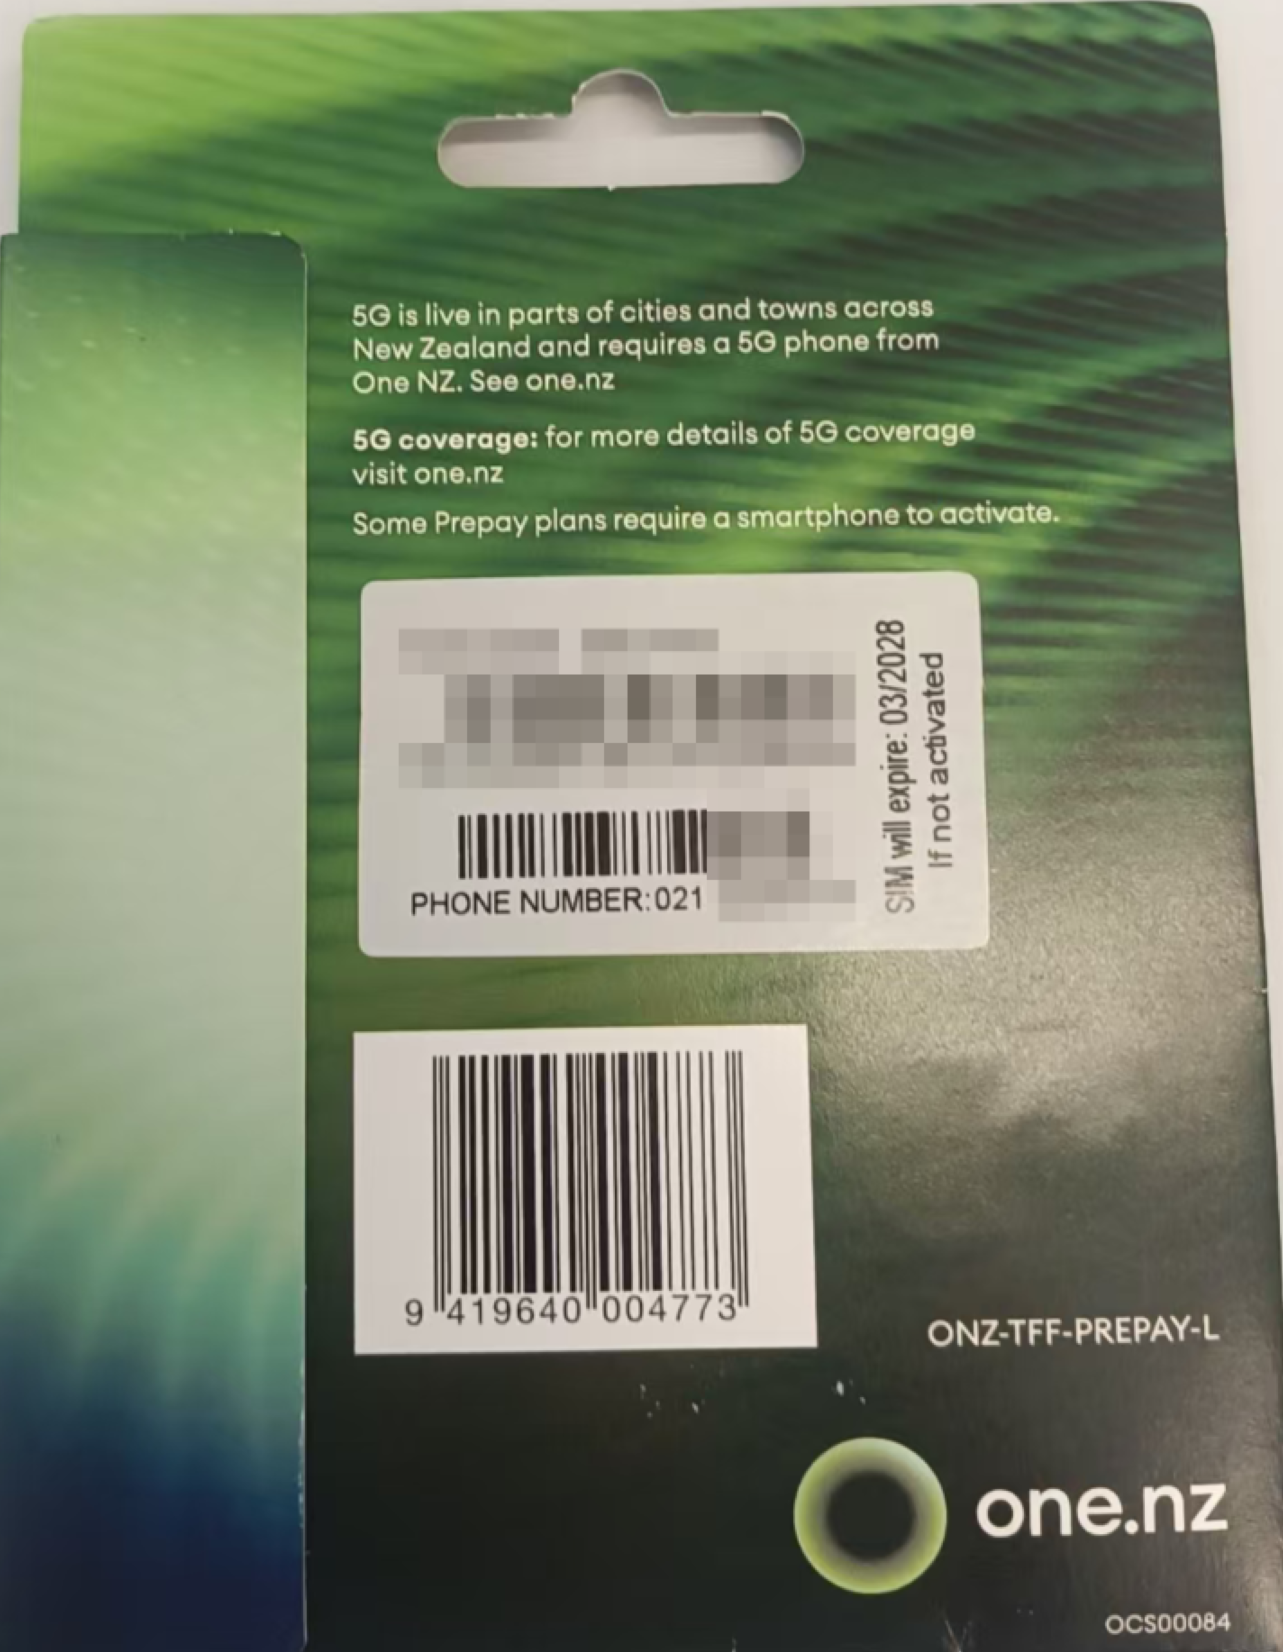 5G is live in parts of cities and towns across
New Zealand and requires a 5G phone from
One NZ. See one.nz
5G coverage: for more details of 5G coverage
visit one.nz
Some Prepay plans require a smartphone to activate.
SIM will expire: 03/2028
If not activated
PHONE NUMBER:021
9 419640 004773
ONZ-TFF-PREPAY-L
one.nz
OCS00084